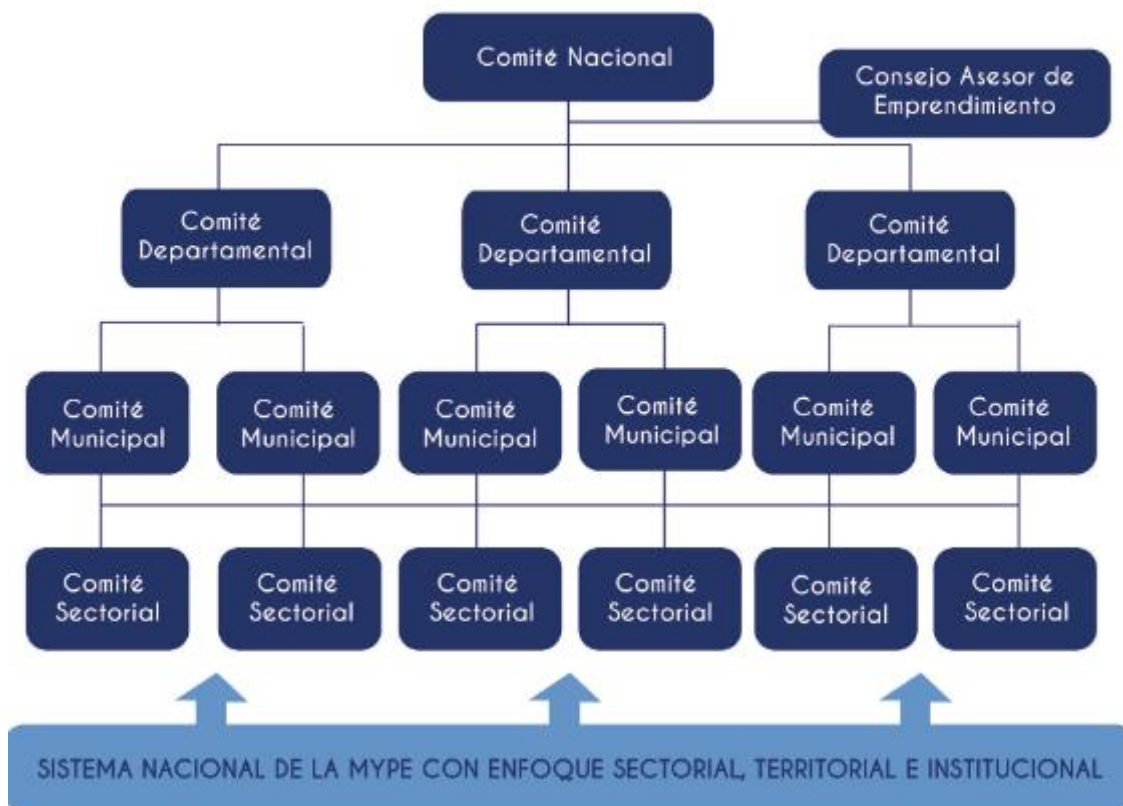 Comité Nacional
Consejo Asesor de
Emprendimiento
Comité
Departamental
Comité
Departamental
Comité
Departamental
Comité
Municipal
Comité
Municipal
Comité
Municipal
Comité
Municipal
Comité
Municipal
Comité
Municipal
Comité
Sectorial
Comité
Sectorial
Comité
Sectorial
Comité
Sectorial
Comité
Sectorial
Comité
Sectorial
SISTEMA NACIONAL DE LA MYPE CON ENFOQUE SECTORIAL, TERRITORIAL E INSTITUCIONAL